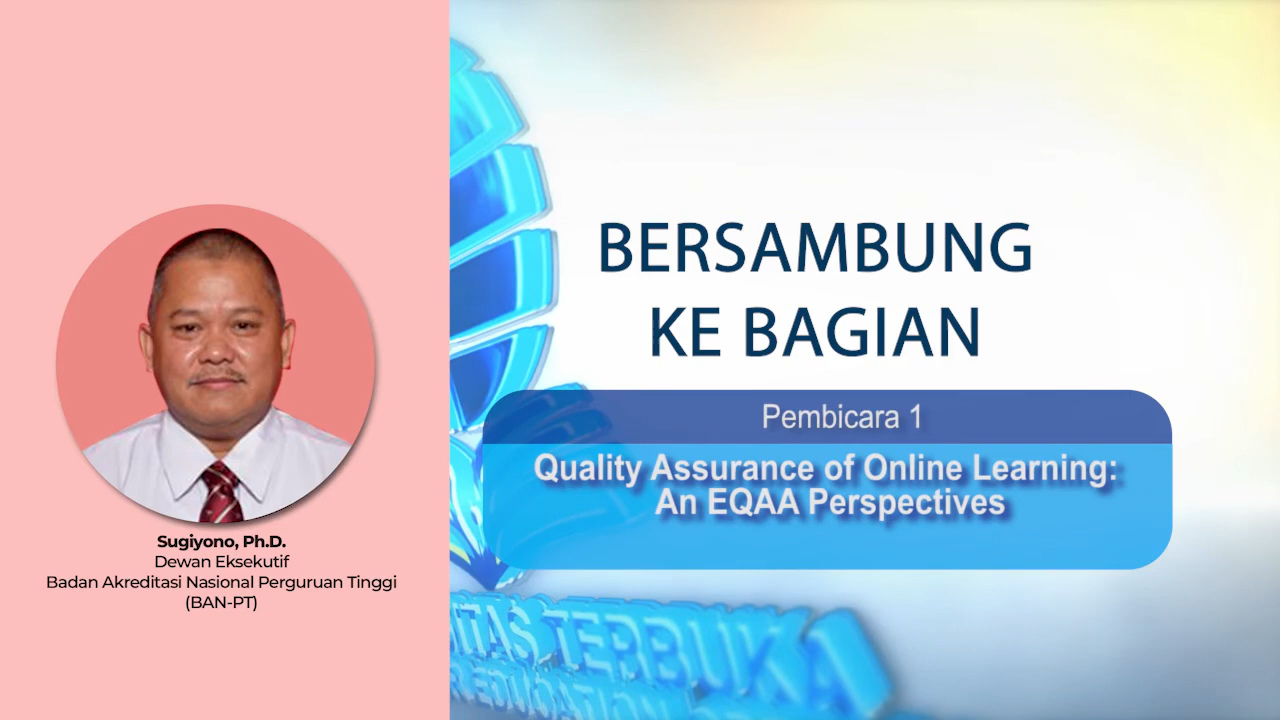 Sugiyono, Ph.D.
Dewan Eksekutif
Badan Akreditasi Nasional Perguruan Tinggi
(BAN-PT)
BERSAMBUNG
KE BAGIAN
Pembicara 1
Quality Assurance of Online Learning:
An EQAA Perspectives
TERBUKA